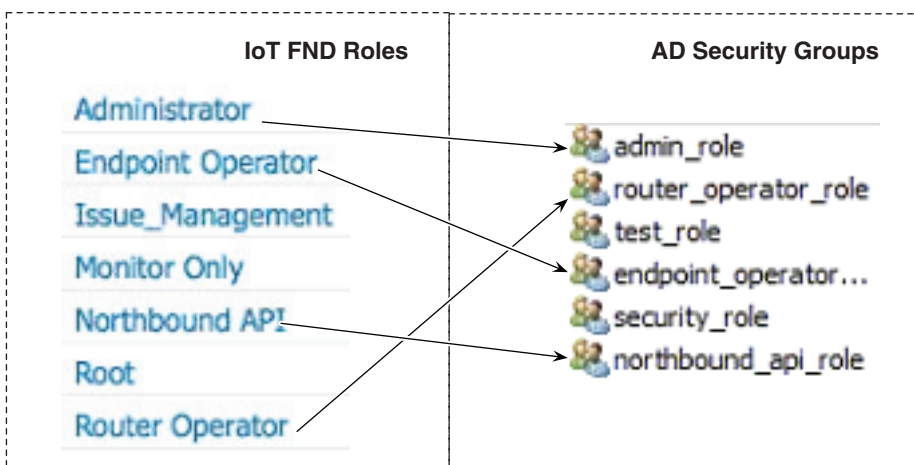 IoT FND Roles
Administrator
Endpoint Operator
Issue_Management
Monitor Only
Northbound API
Root
Router Operator
AD Security Groups
admin_role
router_operator_role
test_role
endpoint_operator...
security_role
northbound_api_role